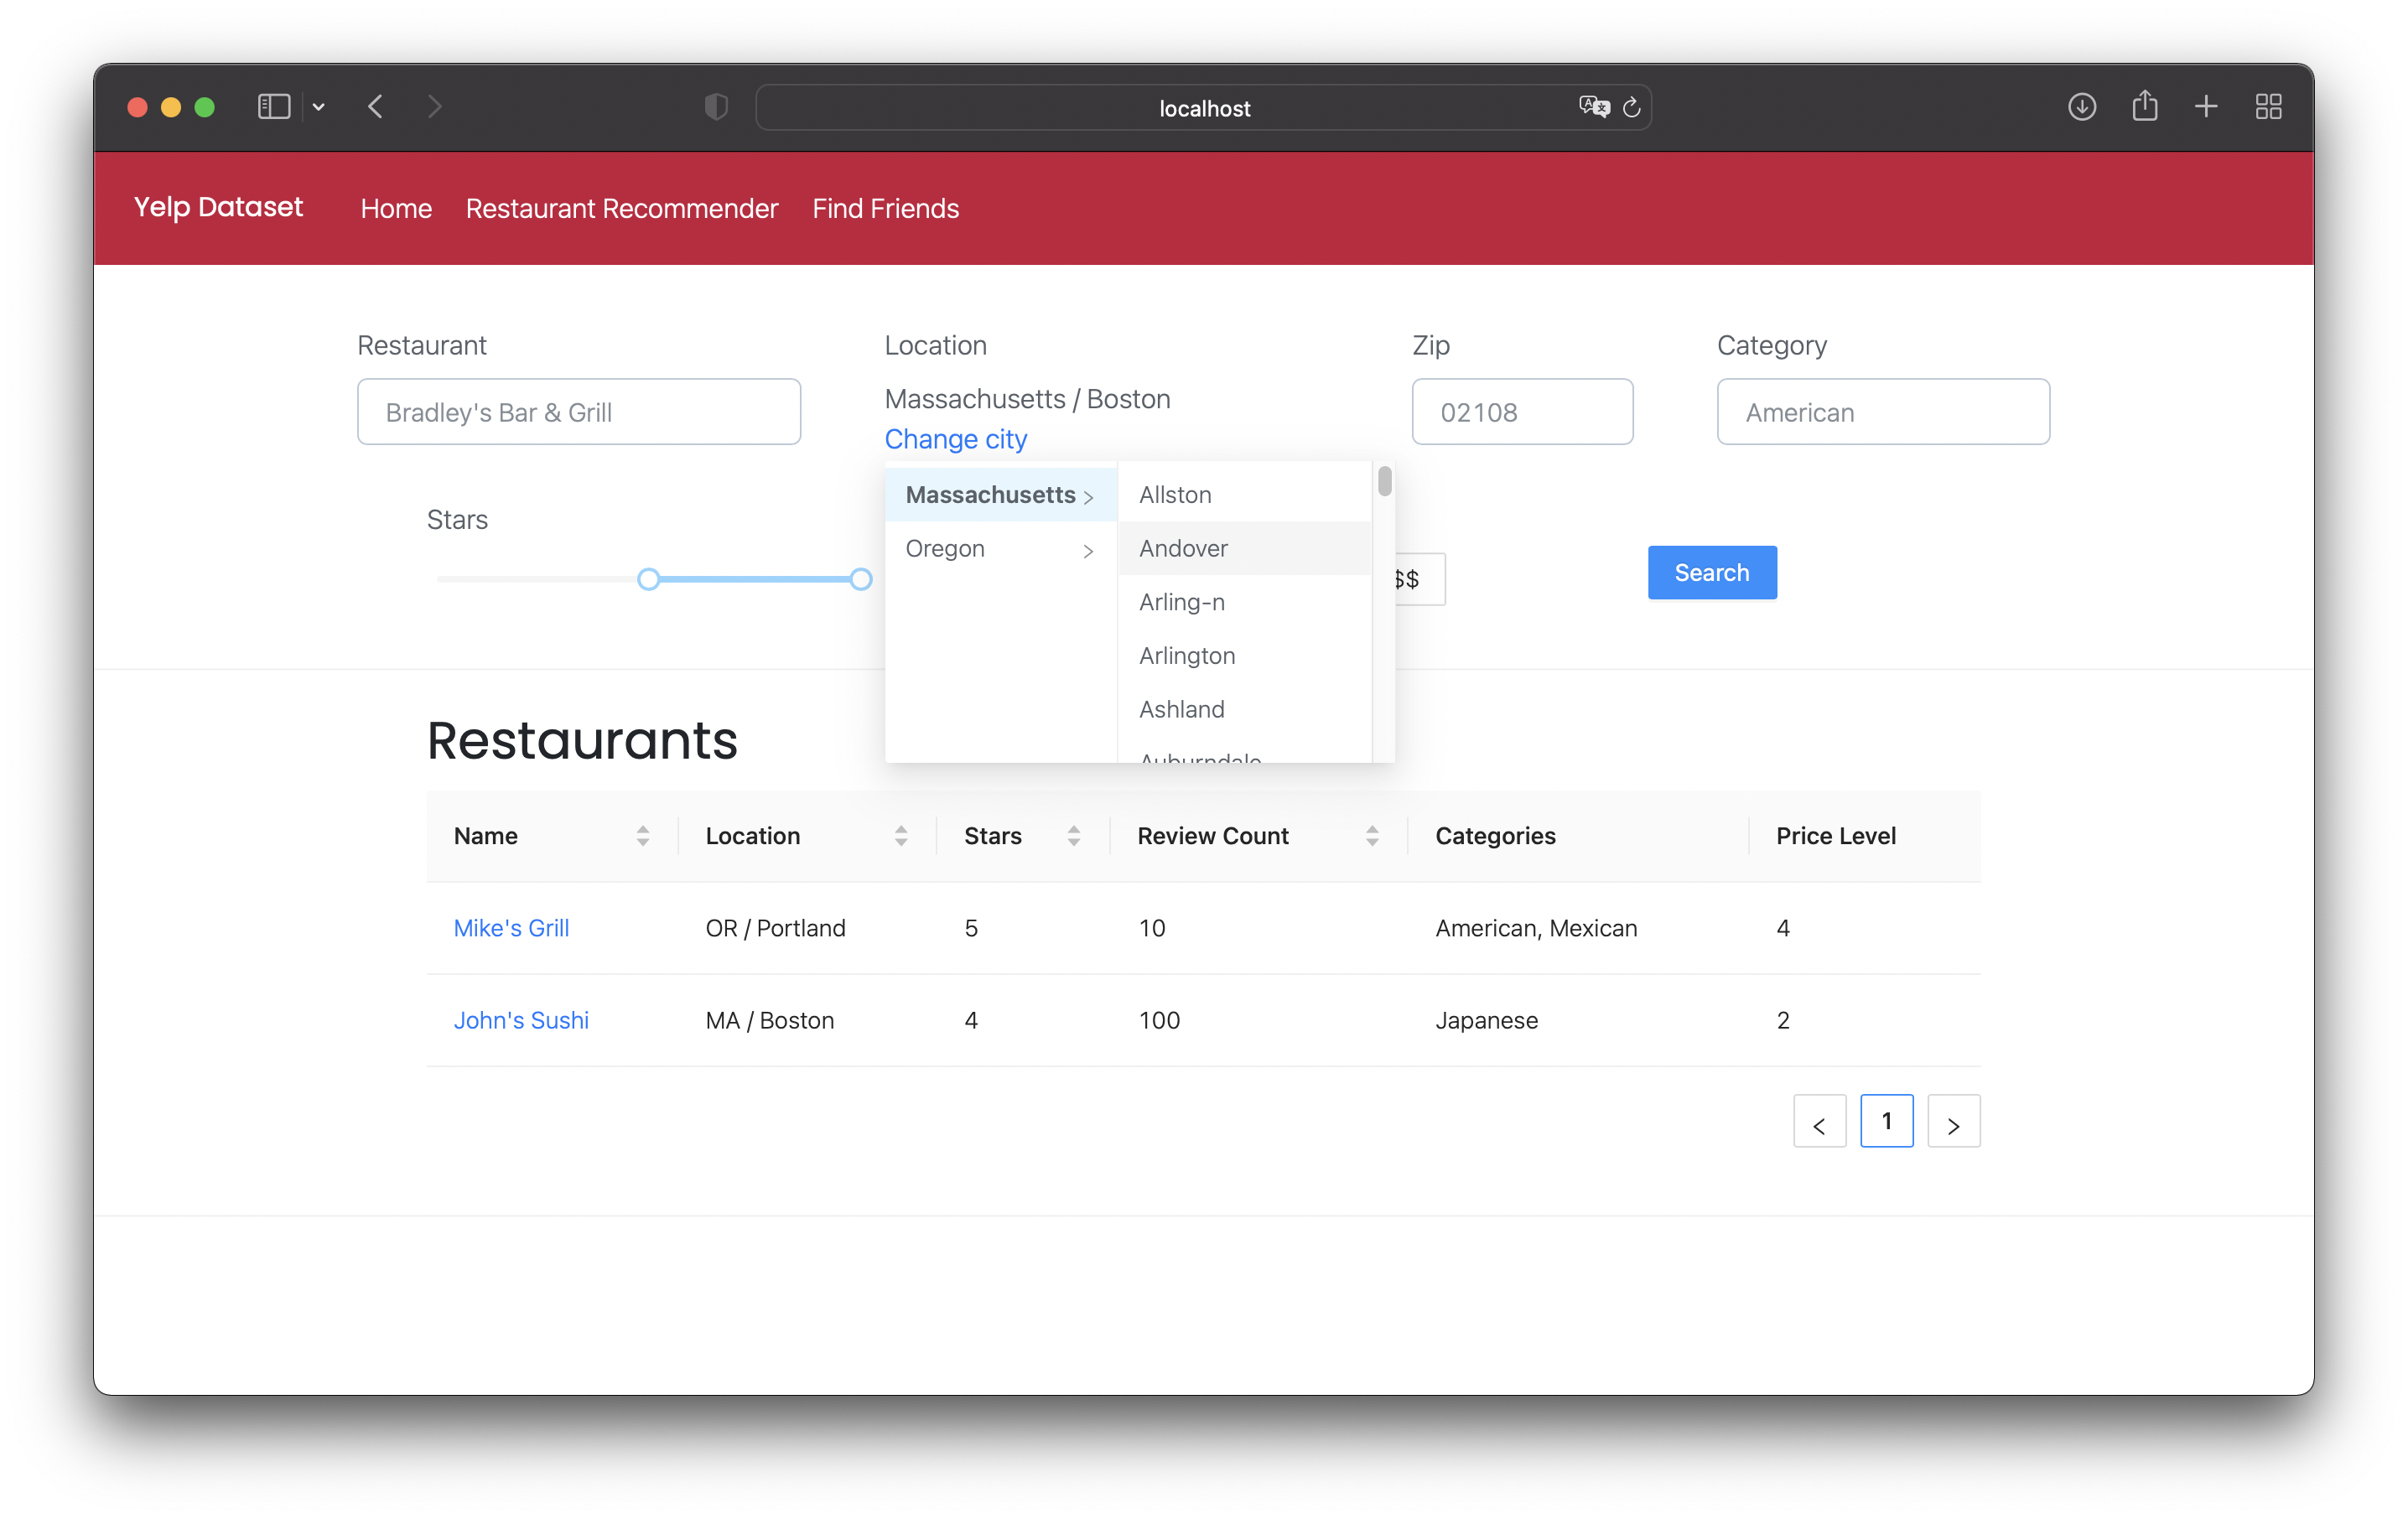 localhost
Yelp Dataset Home Restaurant Recommender Find Friends
Restaurant Location Zip Category
Bradley's Bar & Grill Massachusetts / Boston 02108 American
Change city
Massachusetts > Allston
Stars
Oregon > Andover
$$ Search
Arling-n
Arlington
Ashland
Auburndale
Restaurants
Name Location Stars Review Count Categories Price Level
Mike's Grill OR / Portland 5 10 American, Mexican 4
John's Sushi MA / Boston 4 100 Japanese 2
< 1 >